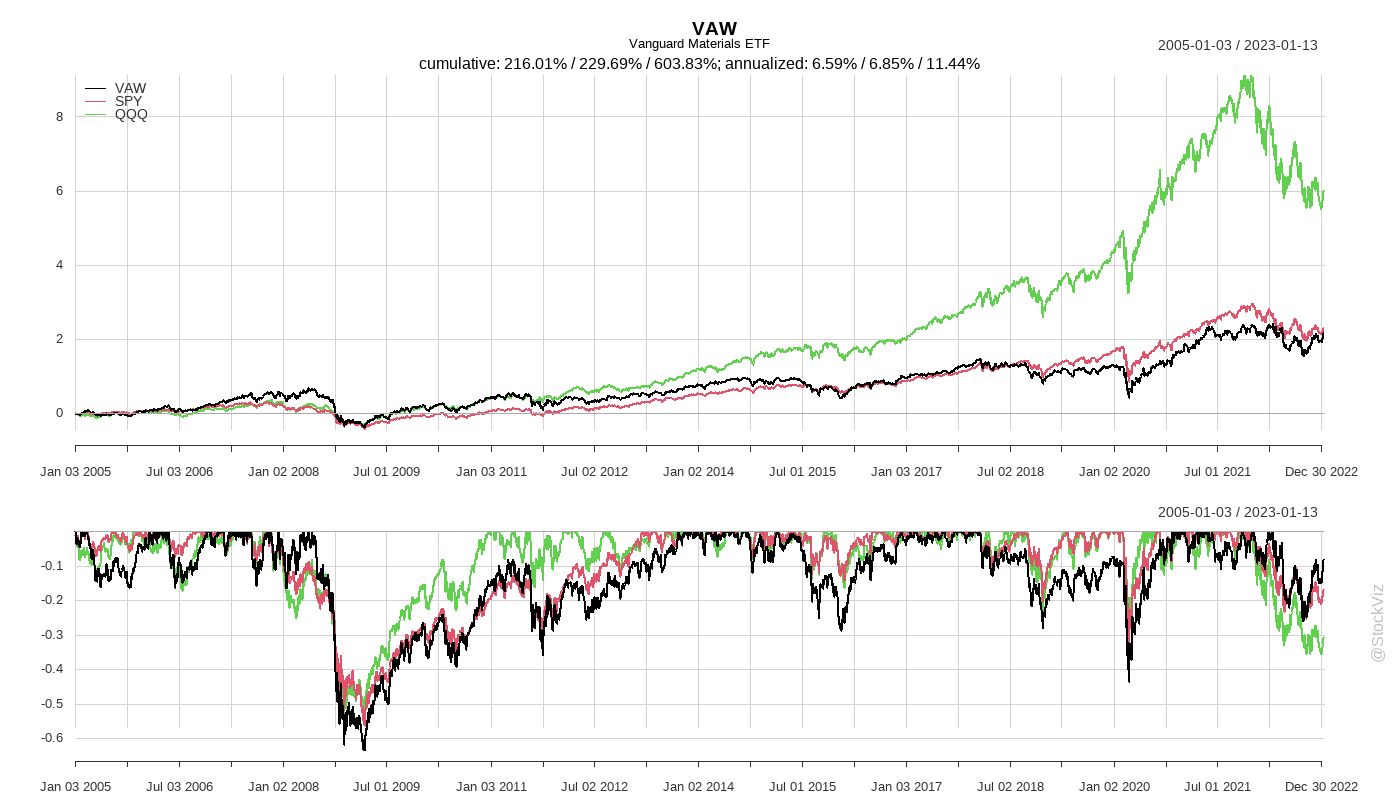 VAW
Vanguard Materials ETF
2005-01-03 / 2023-01-13
cumulative: 216.01% / 229.69% / 603.83%; annualized: 6.59% / 6.85% / 11.44%
VAW
SPY
QQQ
8
6
4
2
0
Jan 03 2005 Jul 03 2006 Jan 02 2008 Jul 01 2009 Jan 03 2011 Jul 02 2012 Jan 02 2014 Jul 01 2015 Jan 03 2017 Jul 02 2018 Jan 02 2020 Jul 01 2021 Dec 30 2022
2005-01-03 / 2023-01-13
-0.1
-0.2
-0.3
-0.4
-0.5
-0.6
Jan 03 2005 Jul 03 2006 Jan 02 2008 Jul 01 2009 Jan 03 2011 Jul 02 2012 Jan 02 2014 Jul 01 2015 Jan 03 2017 Jul 02 2018 Jan 02 2020 Jul 01 2021 Dec 30 2022
@StockViz